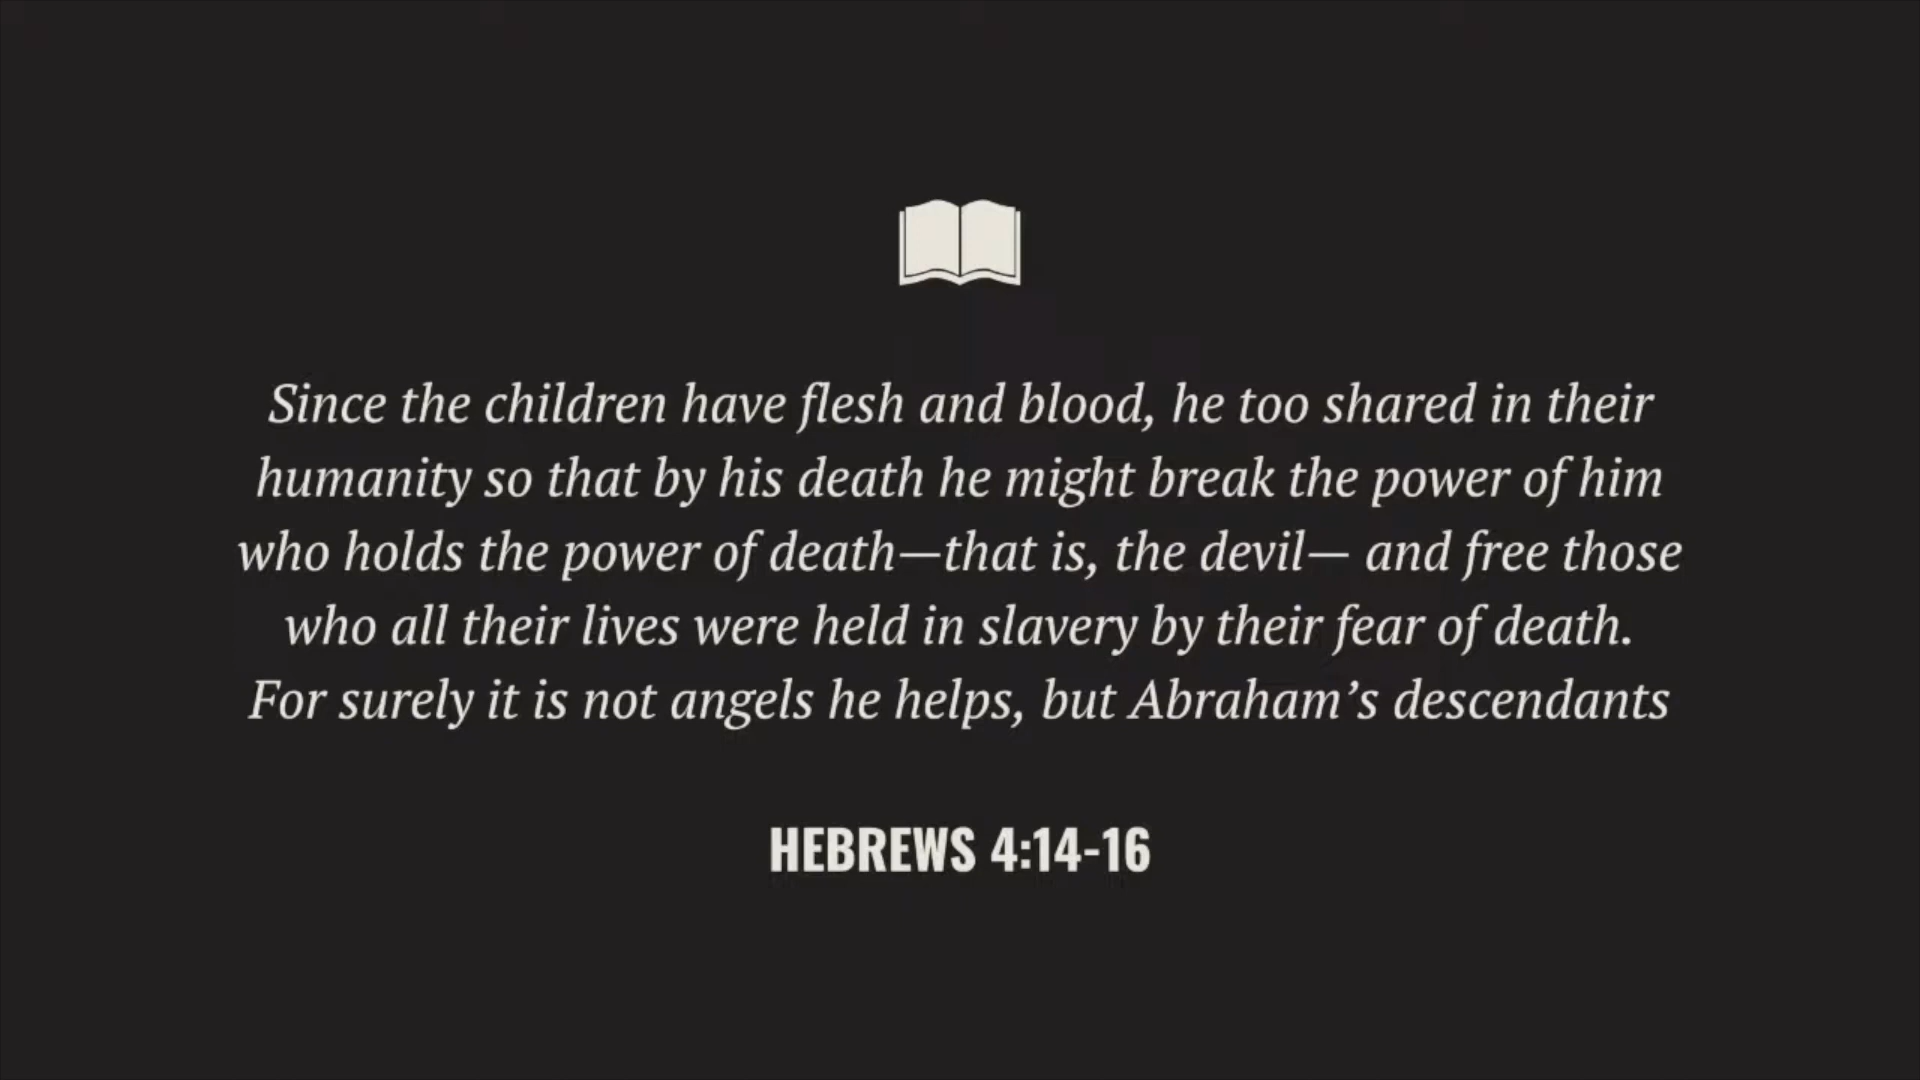 Since the children have flesh and blood, he too shared in their
humanity so that by his death he might break the power of him
who holds the power of death—that is, the devil— and free those
who all their lives were held in slavery by their fear of death.
For surely it is not angels he helps, but Abraham’s descendants
HEBREWS 4:14-16